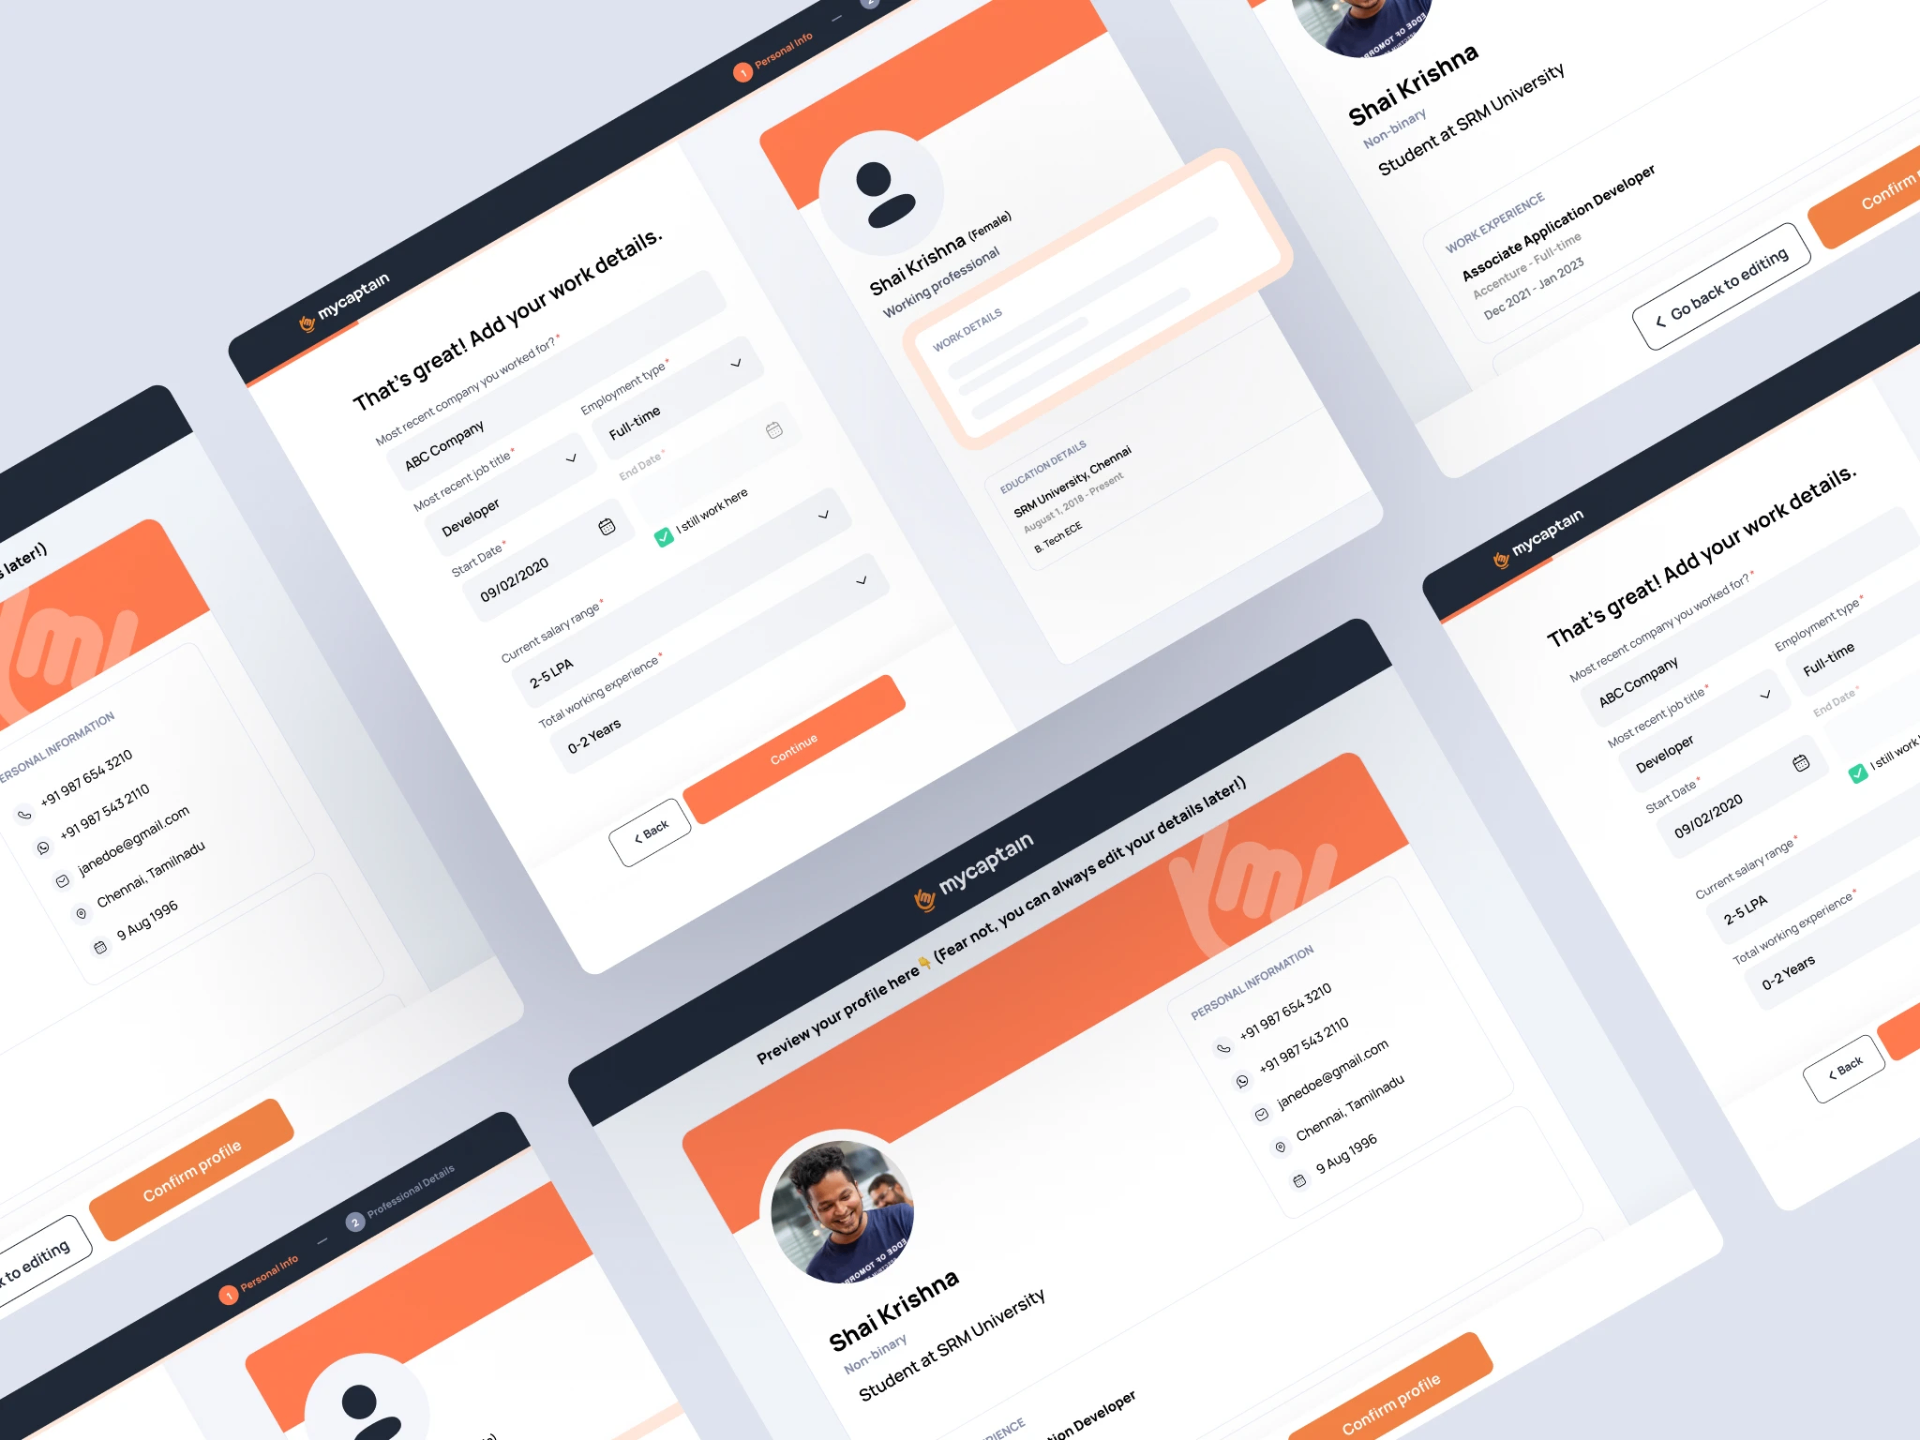 1 Personal Info
2
mycaptain
That's great! Add your work details.
Most recent company you worked for?*
ABC Company
Most recent job title*
Developer
Employment type*
Full-time
Start Date*
09/02/2020
End Date*
I still work here
Current salary range*
2-5 LPA
Total working experience*
0-2 Years
Back
Continue
Shai Krishna (Female)
Working professional
WORK DETAILS
EDUCATION DETAILS
SRM University, Chennai
August 1, 2018 - Present
B. Tech ECE
Shai Krishna
Non-binary
Student at SRM University
WORK EXPERIENCE
Associate Application Developer
Accenture - Full-time
Dec 2021 - Jan 2023
Go back to editing
Confirm
later!)
PERSONAL INFORMATION
+91 987 654 3210
+91 987 543 2110
janedoe@gmail.com
Chennai, Tamilnadu
9 Aug 1996
to editing
Confirm profile
1 Personal Info
2 Professional Details
mycaptain
Preview your profile here👇(Fear not, you can always edit your details later!)
PERSONAL INFORMATION
+91 987 654 3210
+91 987 543 2110
janedoe@gmail.com
Chennai, Tamilnadu
9 Aug 1996
EDGE OF TOMORR
Shai Krishna
Non-binary
Student at SRM University
RIENCE
ion Developer
Confirm profile
mycaptain
That's great! Add your work details.
Most recent company you worked for?*
ABC Company
Most recent job title*
Developer
Employment type*
Full-time
Start Date*
09/02/2020
End Date*
I still work
Current salary range*
2-5 LPA
Total working experience*
0-2 Years
Back